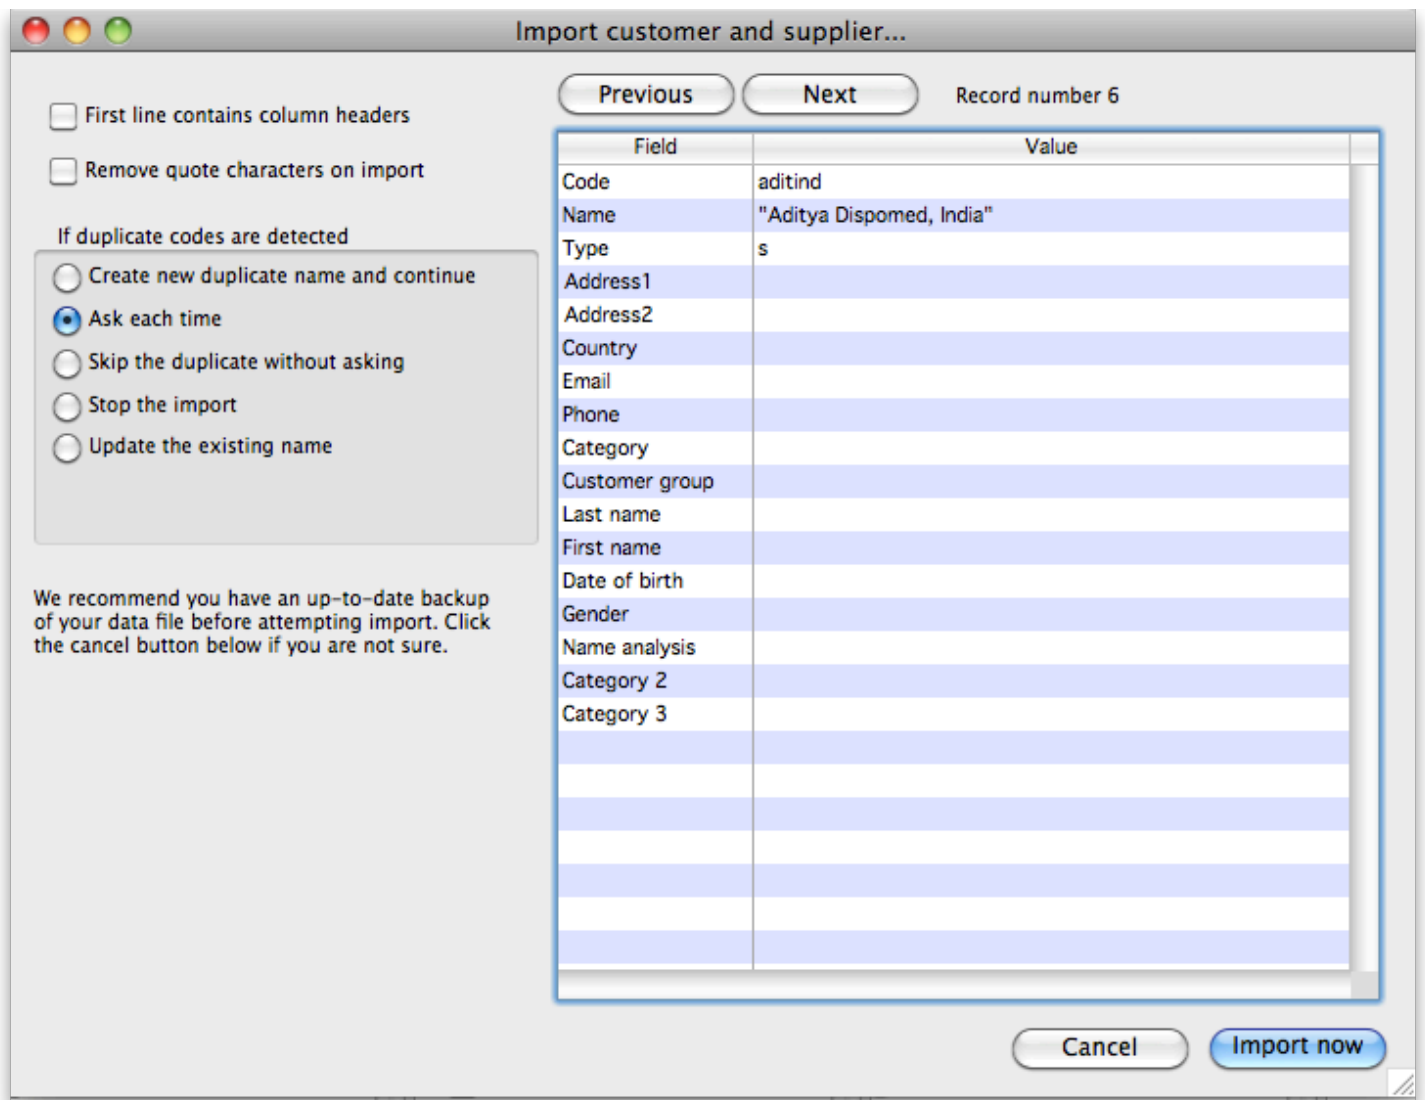 Import customer and supplier...
First line contains column headers
Remove quote characters on import
If duplicate codes are detected
Create new duplicate name and continue
Ask each time
Skip the duplicate without asking
Stop the import
Update the existing name
We recommend you have an up-to-date backup
of your data file before attempting import. Click
the cancel button below if you are not sure.
Previous Next Record number 6
Field Value
Code aditind
Name "Aditya Dispomed, India"
Type s
Address1
Address2
Country
Email
Phone
Category
Customer group
Last name
First name
Date of birth
Gender
Name analysis
Category 2
Category 3
Cancel Import now